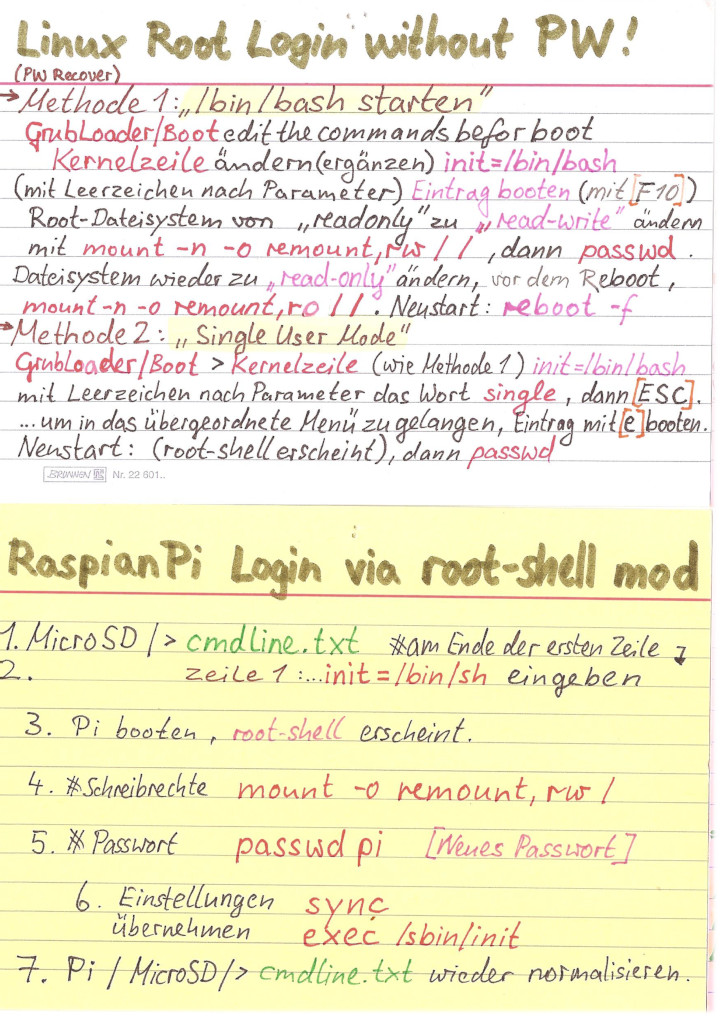 Linux Root Login without PW!
(PW Recover)
→ Methode 1: „/bin/bash starten"
GrubLoader/Boot edit the commands befor boot
Kernelzeile ändern (ergänzen) init=/bin/bash
(mit Leerzeichen nach Parameter) Eintrag booten (mit [F10])
Root-Dateisystem von „readonly" zu „read-write" ändern
mit mount -n -o remount,rw / / , dann passwd .
Dateisystem wieder zu „read-only" ändern, vor dem Reboot,
mount -n -o remount,ro / / . Neustart: reboot -f
→ Methode 2: „Single User Mode"
GrubLoader/Boot > Kernelzeile (wie Methode 1) init=/bin/bash
mit Leerzeichen nach Parameter das Wort single, dann [ESC].
...um in das übergeordnete Menü zu gelangen, Eintrag mit [e] booten.
Neustart: (root-shell erscheint), dann passwd
BRUNNEN Nr. 22 601..
RaspianPi Login via root-shell mod
1. MicroSD /> cmdline.txt #am Ende der ersten Zeile ↴
2. zeile 1:...init=/bin/sh eingeben
3. Pi booten, root-shell erscheint.
4. #Schreibrechte mount -o remount, rw /
5. # Passwort passwd pi [Neues Passwort]
6. Einstellungen sync
übernehmen exec /sbin/init
7. Pi / MicroSD /> cmdline.txt wieder normalisieren.